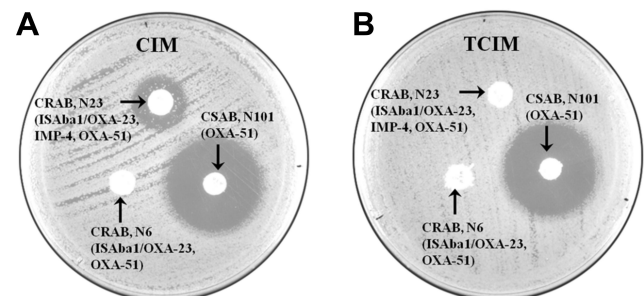 A
CIM
CRAB, N23
(ISAba1/OXA-23,
IMP-4, OXA-51)
CSAB, N101
(OXA-51)
CRAB, N6
(ISAba1/OXA-23,
OXA-51)
B
TCIM
CRAB, N23
(ISAba1/OXA-23,
IMP-4, OXA-51)
CSAB, N101
(OXA-51)
CRAB, N6
(ISAba1/OXA-23,
OXA-51)